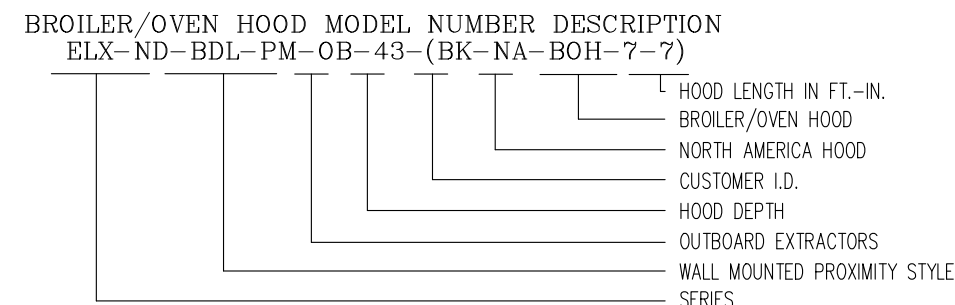 BROILER/OVEN HOOD MODEL NUMBER DESCRIPTION
ELX-ND-BDL-PM-OB-43-(BK-NA-BOH-7-7)
HOOD LENGTH IN FT.-IN.
BROILER/OVEN HOOD
NORTH AMERICA HOOD
CUSTOMER I.D.
HOOD DEPTH
OUTBOARD EXTRACTORS
WALL MOUNTED PROXIMITY STYLE
SERIES